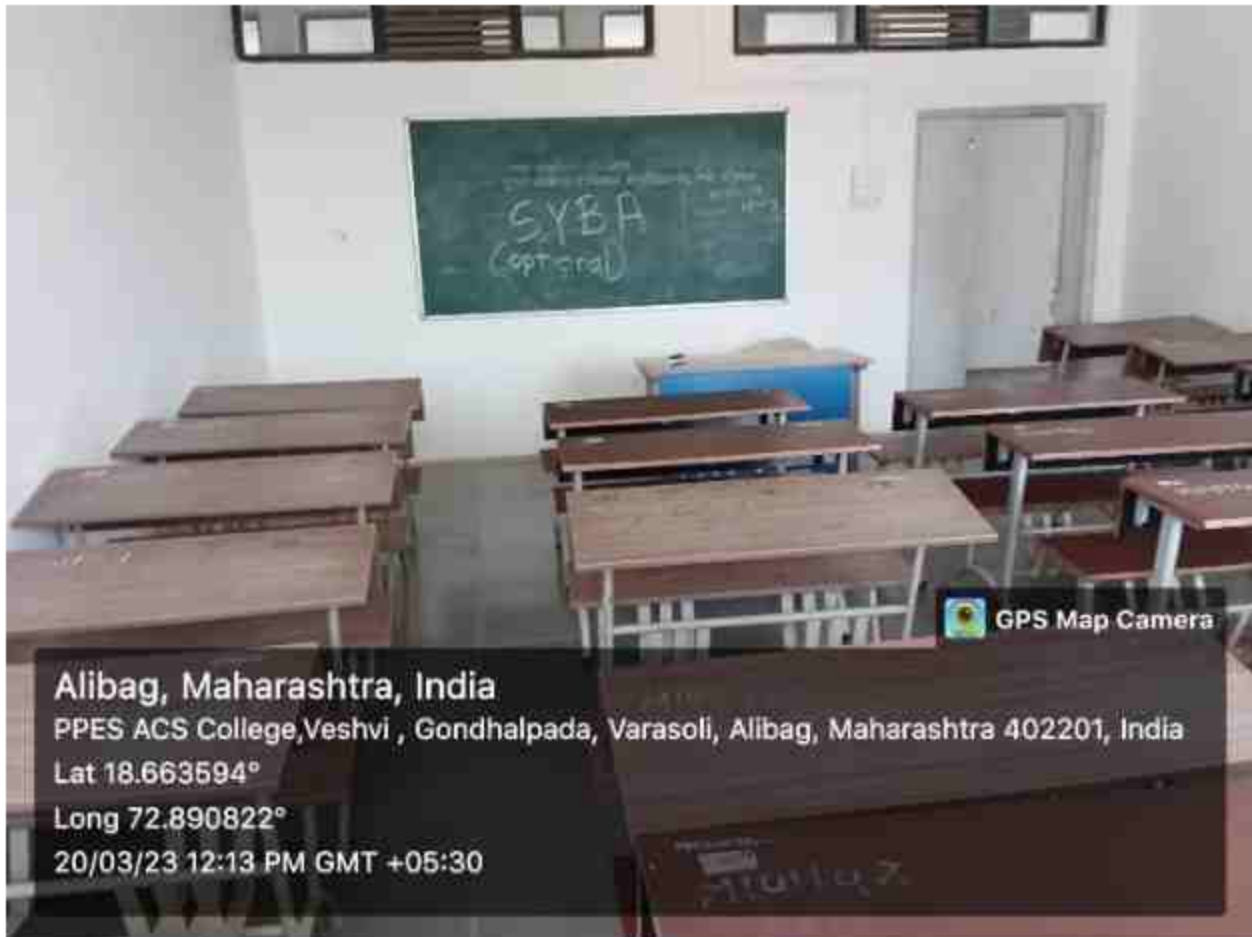 S.Y.B A
(optional)
GPS Map Camera
Alibag, Maharashtra, India
PPES ACS College,Veshvi , Gondhalpada, Varasoli, Alibag, Maharashtra 402201, India
Lat 18.663594°
Long 72.890822°
20/03/23 12:13 PM GMT +05:30